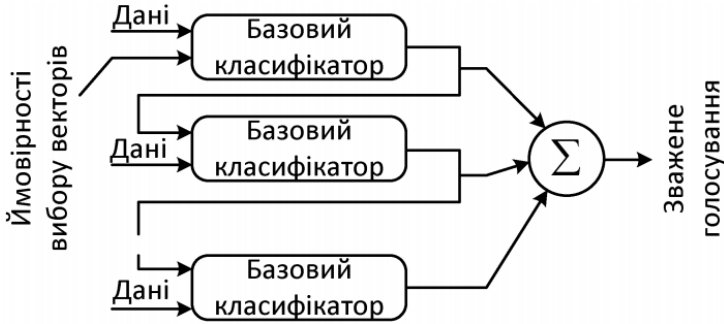 Дані
Базовий
класифікатор
Ймовірності
вибору векторів
Дані
Базовий
класифікатор
Σ
Зважене
голосування
Дані
Базовий
класифікатор